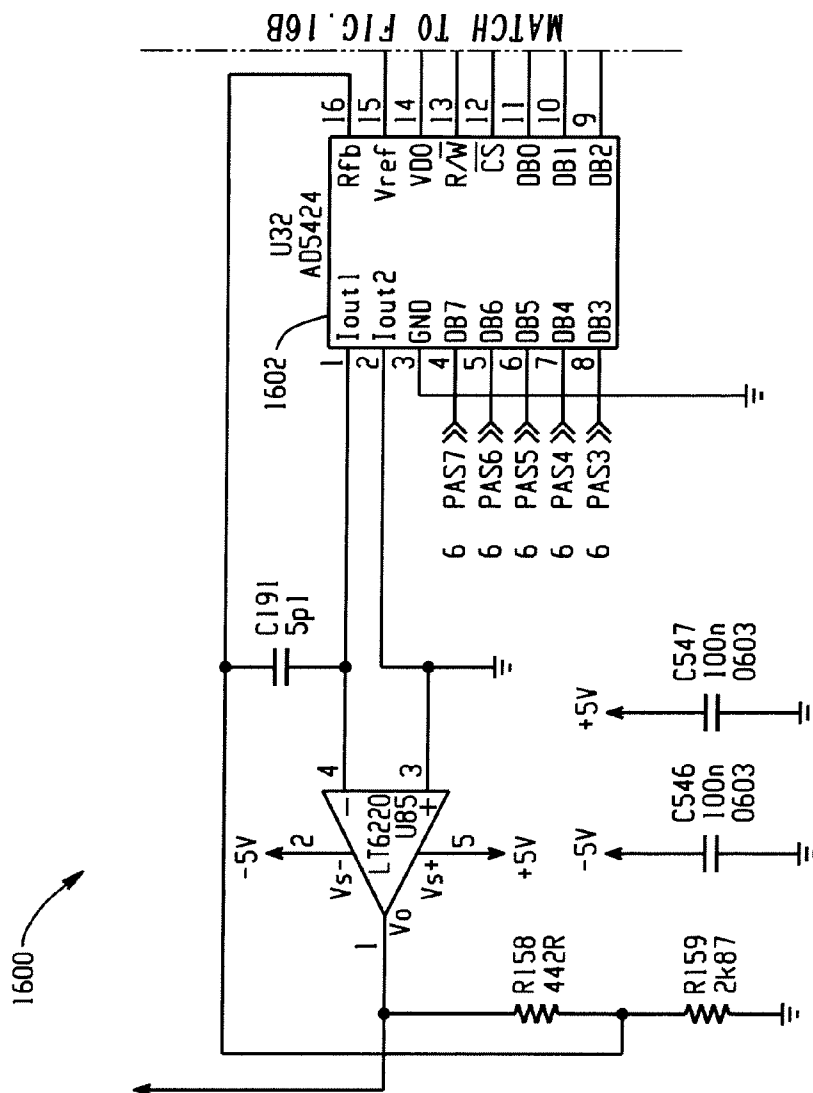 1600
MATCH TO FIG.16B
U32
AD5424
1602
1 Iout1
2 Iout2
3 GND
4 DB7
5 DB6
6 DB5
7 DB4
8 DB3
Rfb 16
Vref 15
VDO 14
R/W 13
CS 12
DB0 11
DB1 10
DB2 9
6 PAS7
6 PAS6
6 PAS5
6 PAS4
6 PAS3
C191
5p1
4
3
-
+
LT6220
U85
-5V
2
Vs-
Vs+
5
+5V
1
Vo
R158
442R
R159
2k87
-5V
C546
100n
0603
+5V
C547
100n
0603